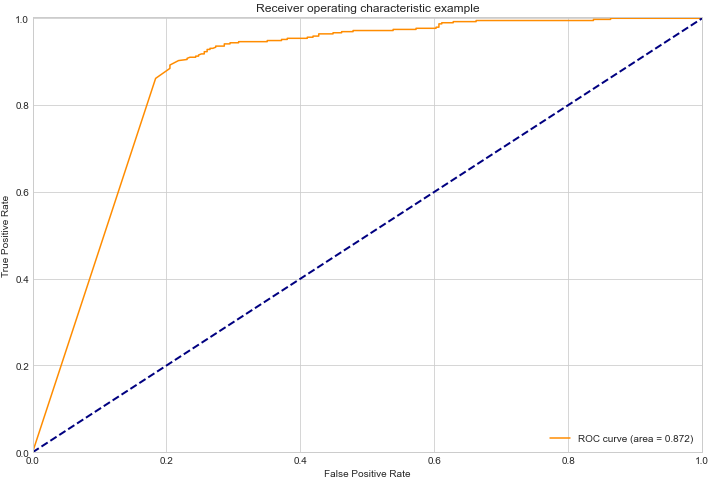 Receiver operating characteristic example
True Positive Rate
1.0
0.8
0.6
0.4
0.2
0.0
0.0 0.2 0.4 0.6 0.8 1.0
False Positive Rate
ROC curve (area = 0.872)